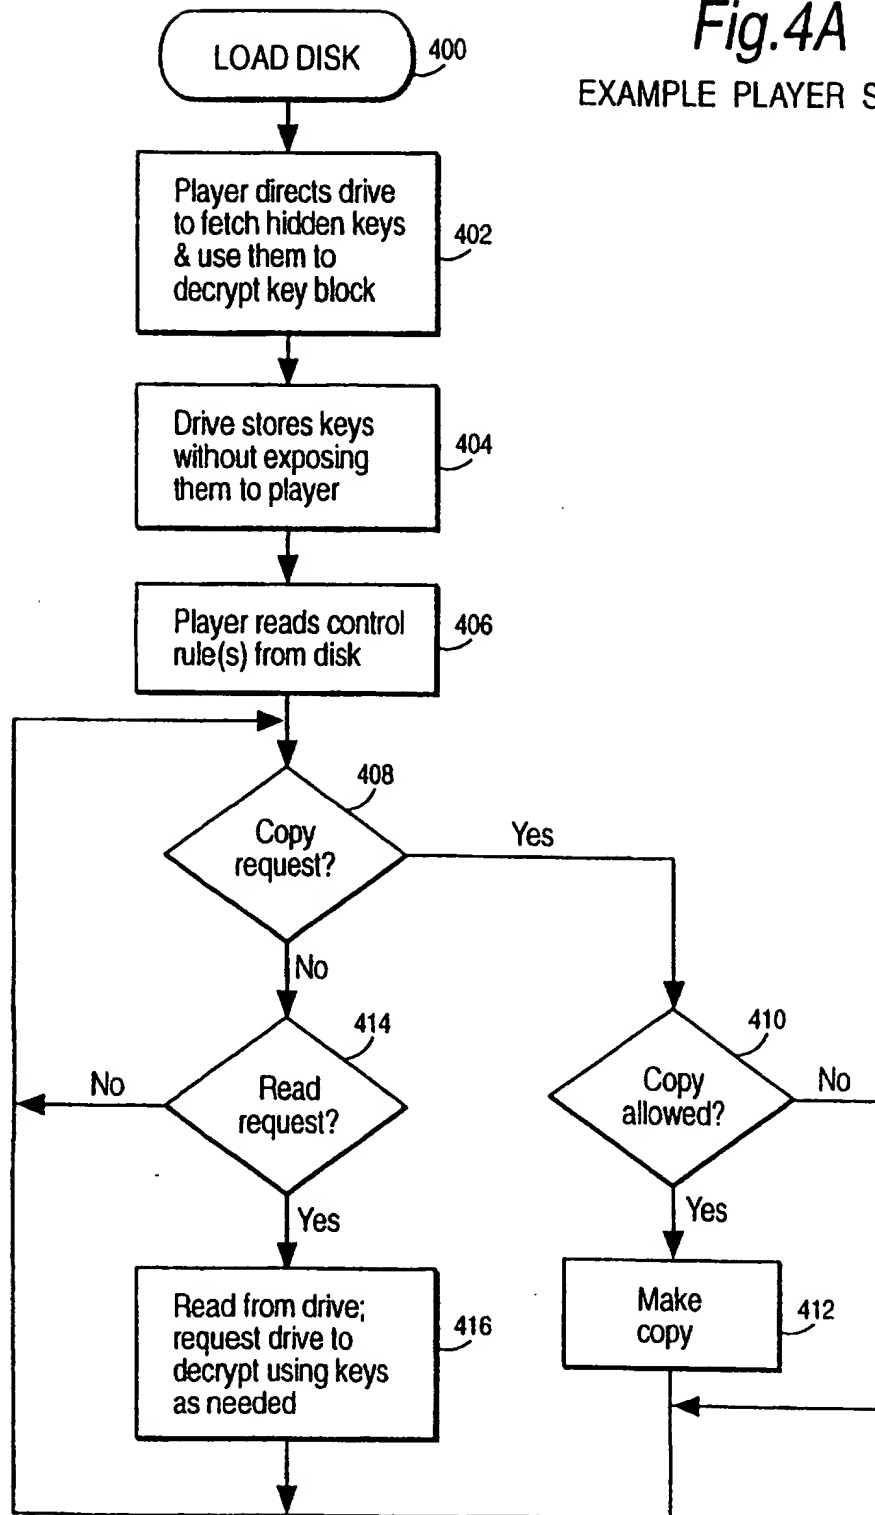 Fig.4A
EXAMPLE PLAYER S
LOAD DISK
400
Player directs drive
to fetch hidden keys
& use them to
decrypt key block
402
Drive stores keys
without exposing
them to player
404
Player reads control
rule(s) from disk
406
Copy
request?
408
Yes
No
Read
request?
414
No
Yes
Copy
allowed?
410
No
Yes
Read from drive;
request drive to
decrypt using keys
as needed
416
Make
copy
412